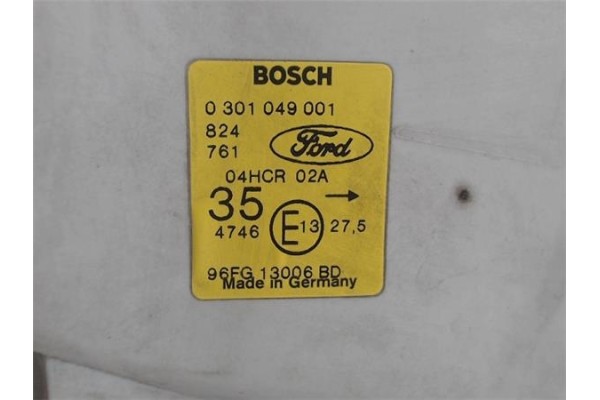 BOSCH
0 301 049 001
824
761
Ford
04HCR 02A
35 →
4746 E 13 27,5
96FG 13006 BD
Made in Germany